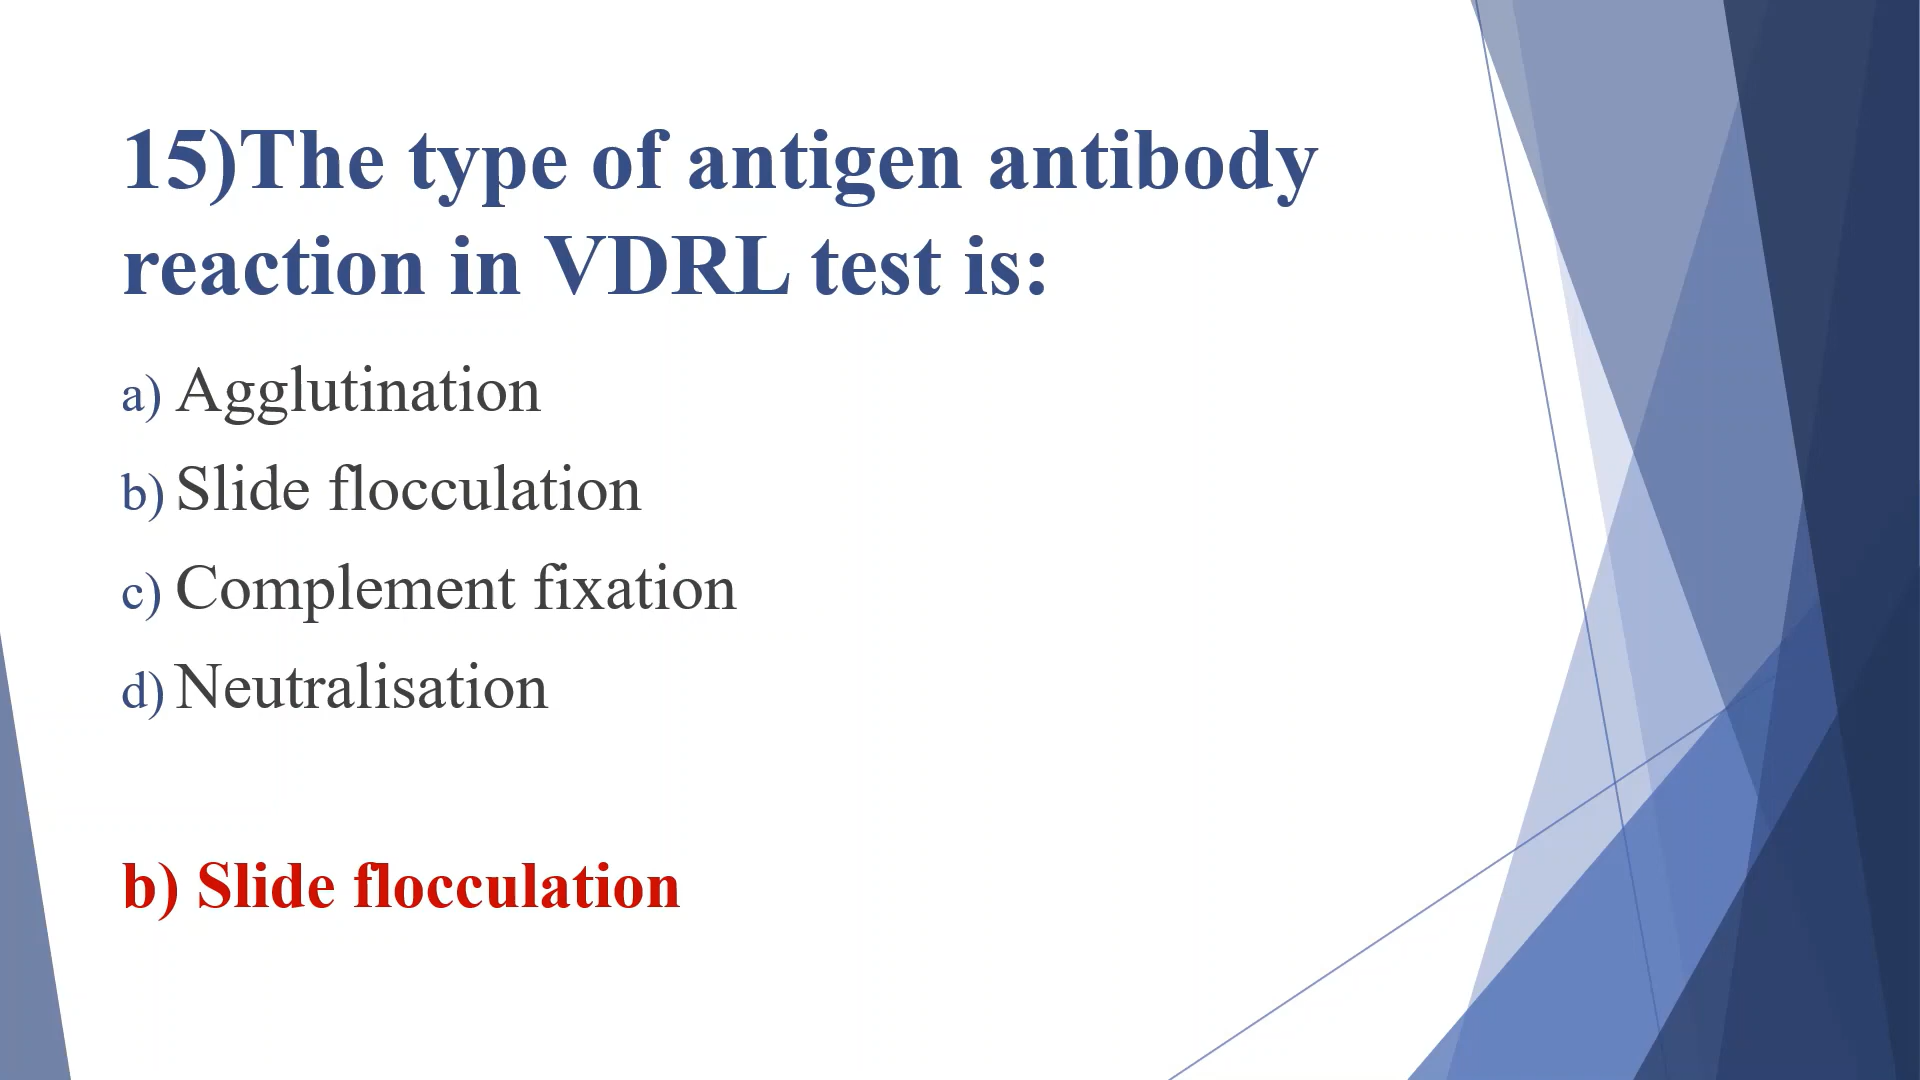 15)The type of antigen antibody
reaction in VDRL test is:
a) Agglutination
b) Slide flocculation
c) Complement fixation
d) Neutralisation
b) Slide flocculation